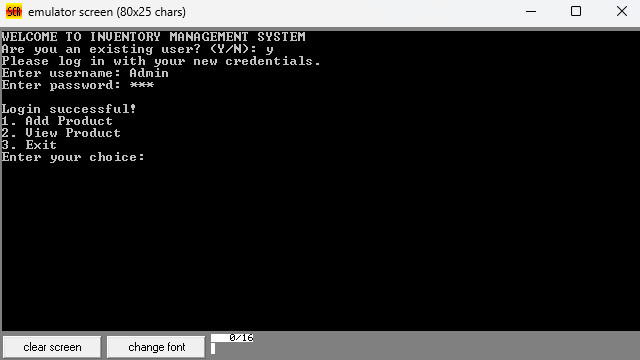 SCR emulator screen (80x25 chars)
WELCOME TO INVENTORY MANAGEMENT SYSTEM
Are you an existing user? (Y/N): y
Please log in with your new credentials.
Enter username: Admin
Enter password: ***
Login successful!
1. Add Product
2. View Product
3. Exit
Enter your choice:
clear screen change font 0/16